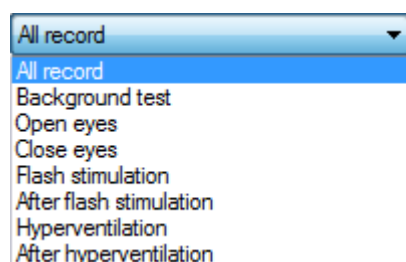 All record
All record
Background test
Open eyes
Close eyes
Flash stimulation
After flash stimulation
Hyperventilation
After hyperventilation